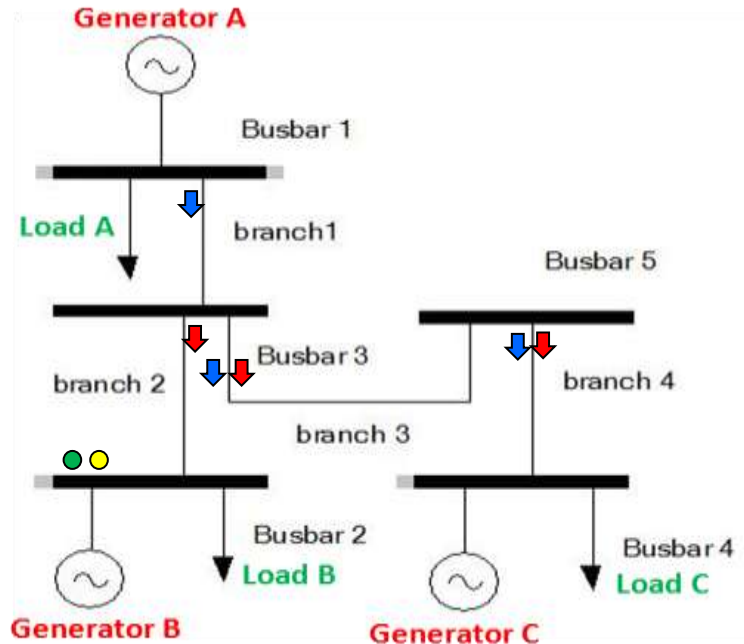 Generator A
Busbar 1
Load A
branch1
Busbar 5
Busbar 3
branch 2
branch 4
branch 3
Busbar 2
Load B
Generator B
Busbar 4
Load C
Generator C